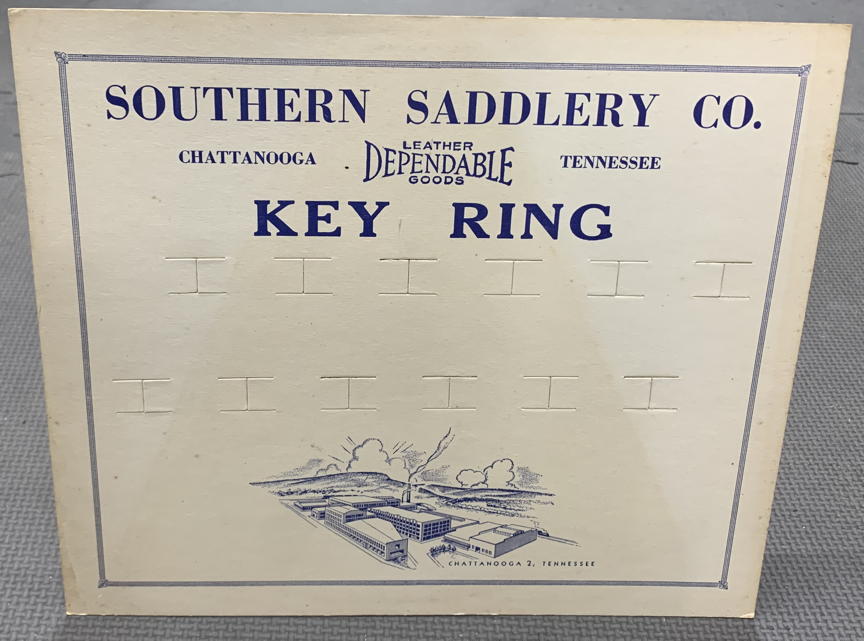 SOUTHERN SADDLERY CO.
CHATTANOOGA LEATHER DEPENDABLE GOODS TENNESSEE
KEY RING
CHATTANOOGA 2, TENNESSEE